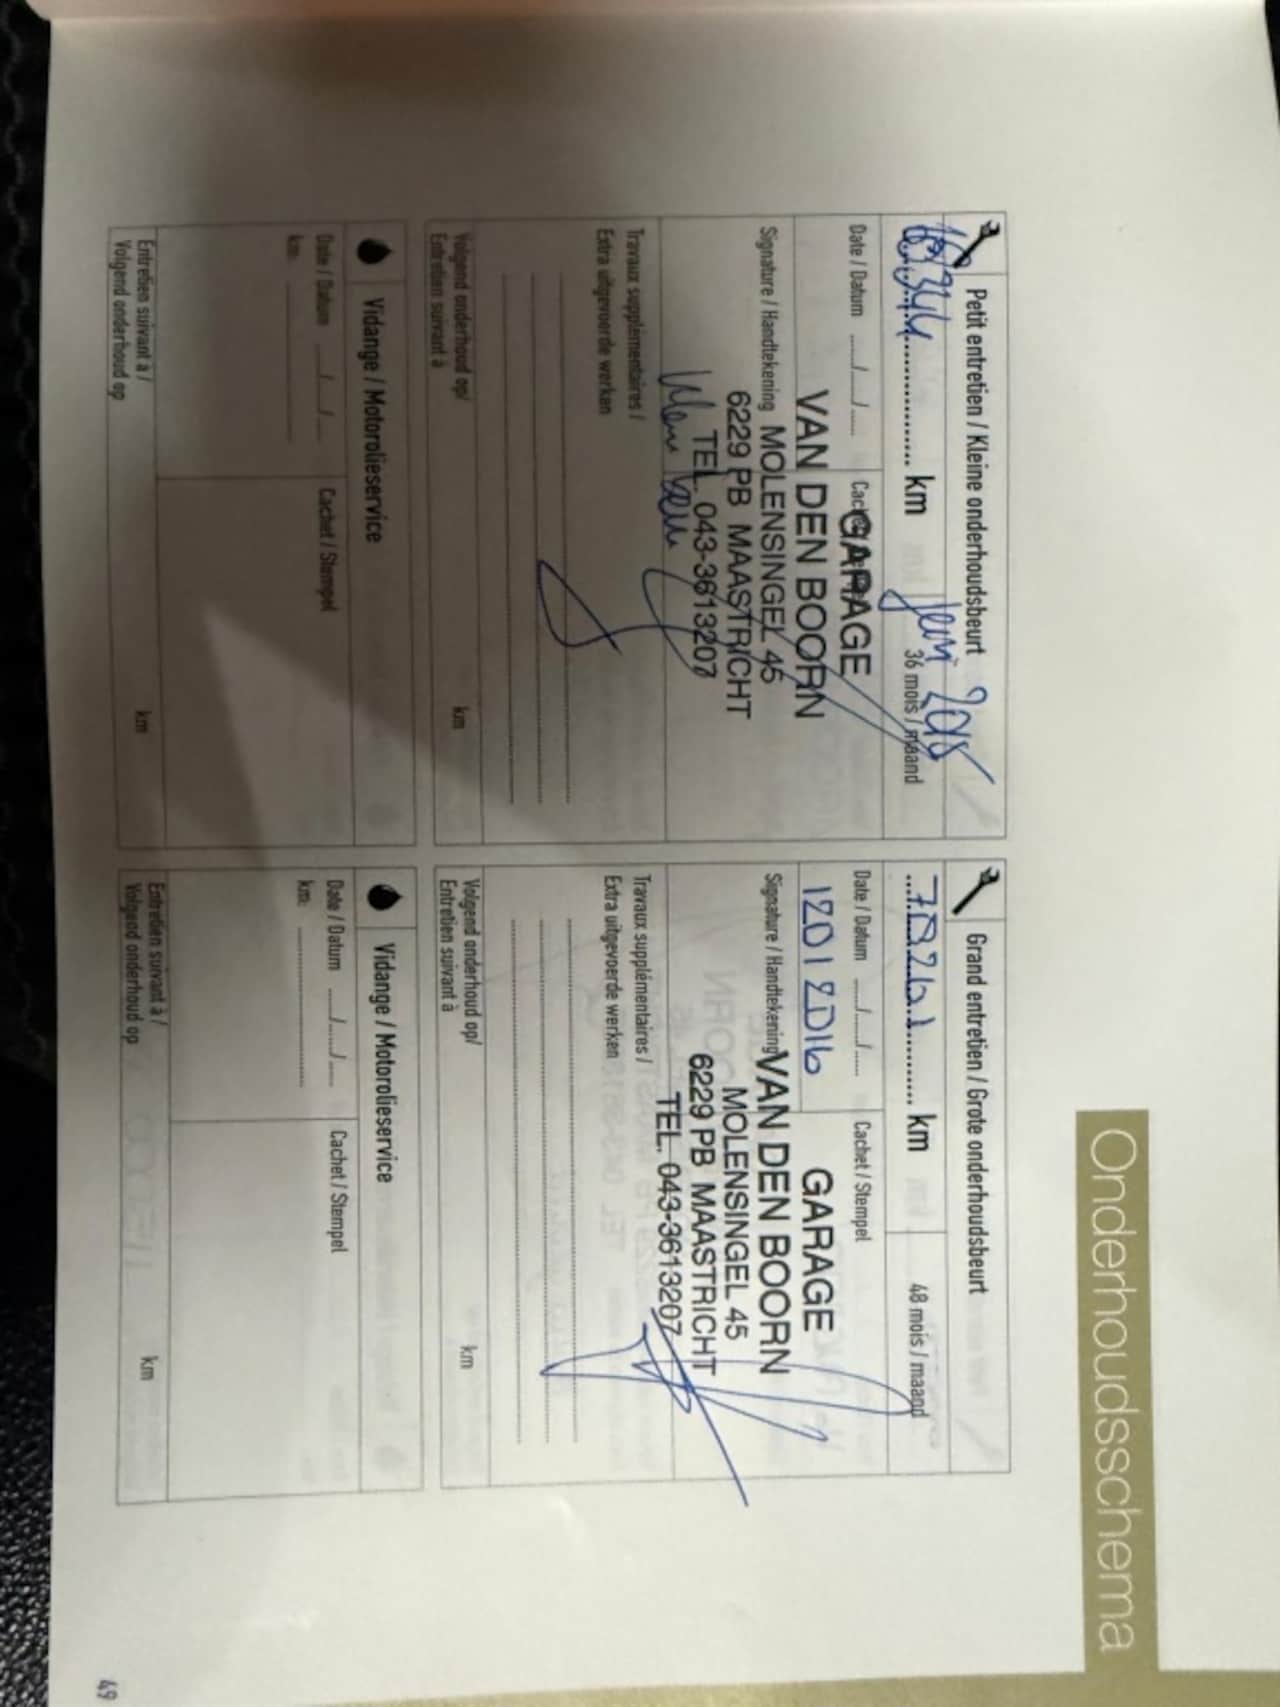 Onderhoudsschema
Petit entretien / Kleine onderhoudsbeurt
km
36 mois / maand
Date / Datum ..../..../....
Signature / Handtekening
GARAGE
VAN DEN BOORN
MOLENSINGEL 45
6229 PB MAASTRICHT
TEL. 043-3613207
Travaux supplémentaires /
Extra uitgevoerde werken
Volgend onderhoud op/
Entretien suivant à
km
Vidange / Motorolieservice
Date / Datum ..../..../....
km:
Cachet / Stempel
Entretien suivant à /
Volgend onderhoud op
km
Grand entretien / Grote onderhoudsbeurt
km
48 mois / maand
Date / Datum ..../..../....
12 01 2016
Cachet / Stempel
Signature / Handtekening
GARAGE
VAN DEN BOORN
MOLENSINGEL 45
6229 PB MAASTRICHT
TEL. 043-3613207
Travaux supplémentaires /
Extra uitgevoerde werken
Volgend onderhoud op/
Entretien suivant à
km
Vidange / Motorolieservice
Date / Datum ..../..../....
km:
Cachet / Stempel
Entretien suivant à /
Volgend onderhoud op
km
49